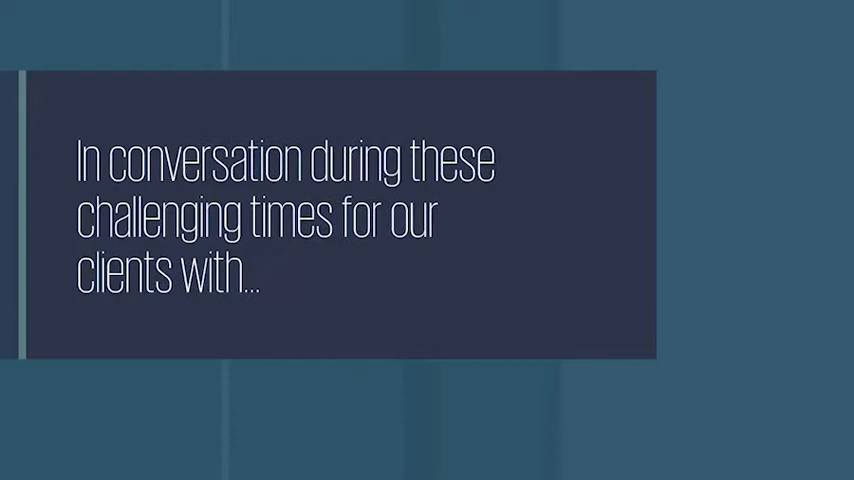 In conversation during these
challenging times for our
clients with...